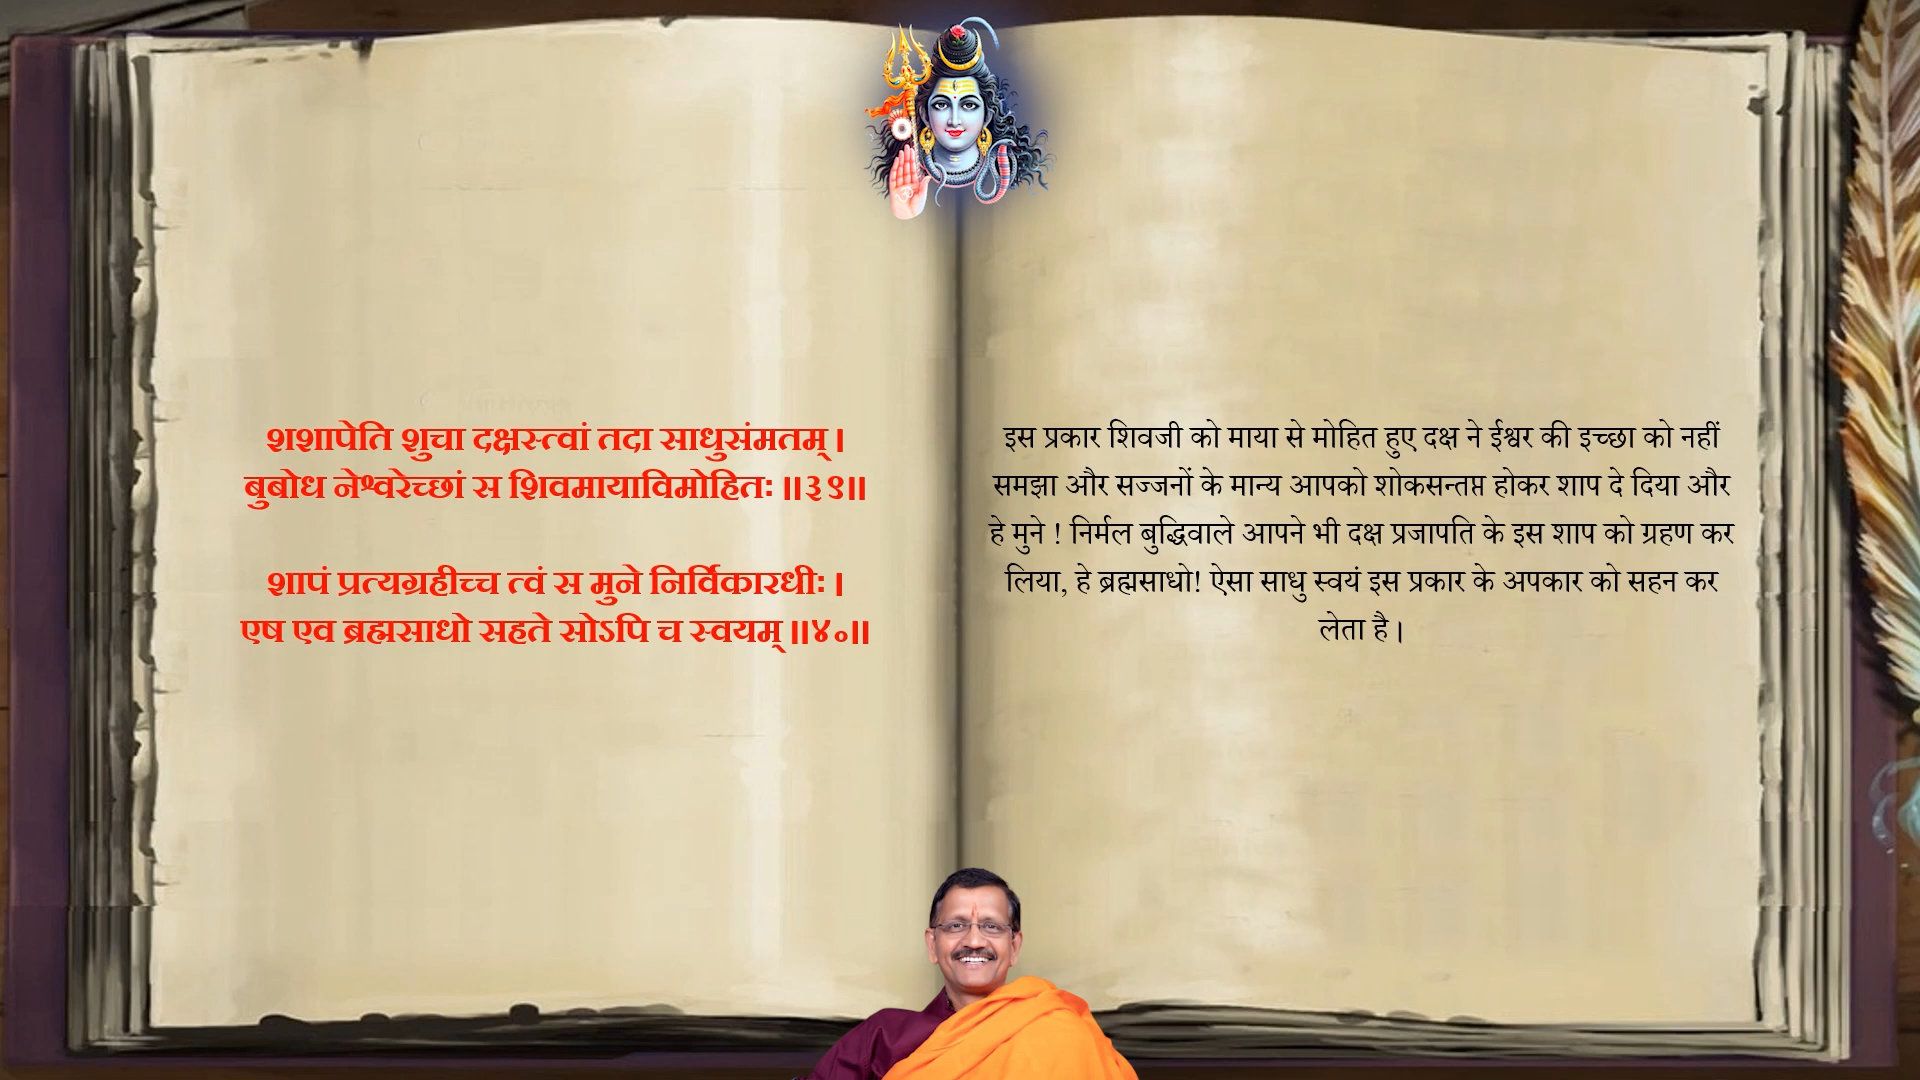 शशापेति शुचा दक्षस्त्वां तदा साधुसंमतम् ।
बुबोध नेश्वरेच्छां स शिवमायाविमोहितः ॥३९॥
शापं प्रत्यग्रहीच्च त्वं स मुने निर्विकारधीः ।
एष एव ब्रह्मसाधो सहते सोऽपि च स्वयम् ॥४०॥
इस प्रकार शिवजी को माया से मोहित हुए दक्ष ने ईश्वर की इच्छा को नहीं
समझा और सज्जनों के मान्य आपको शोकसन्तप्त होकर शाप दे दिया और
हे मुने ! निर्मल बुद्धिवाले आपने भी दक्ष प्रजापति के इस शाप को ग्रहण कर
लिया, हे ब्रह्मसाधो! ऐसा साधु स्वयं इस प्रकार के अपकार को सहन कर
लेता है।